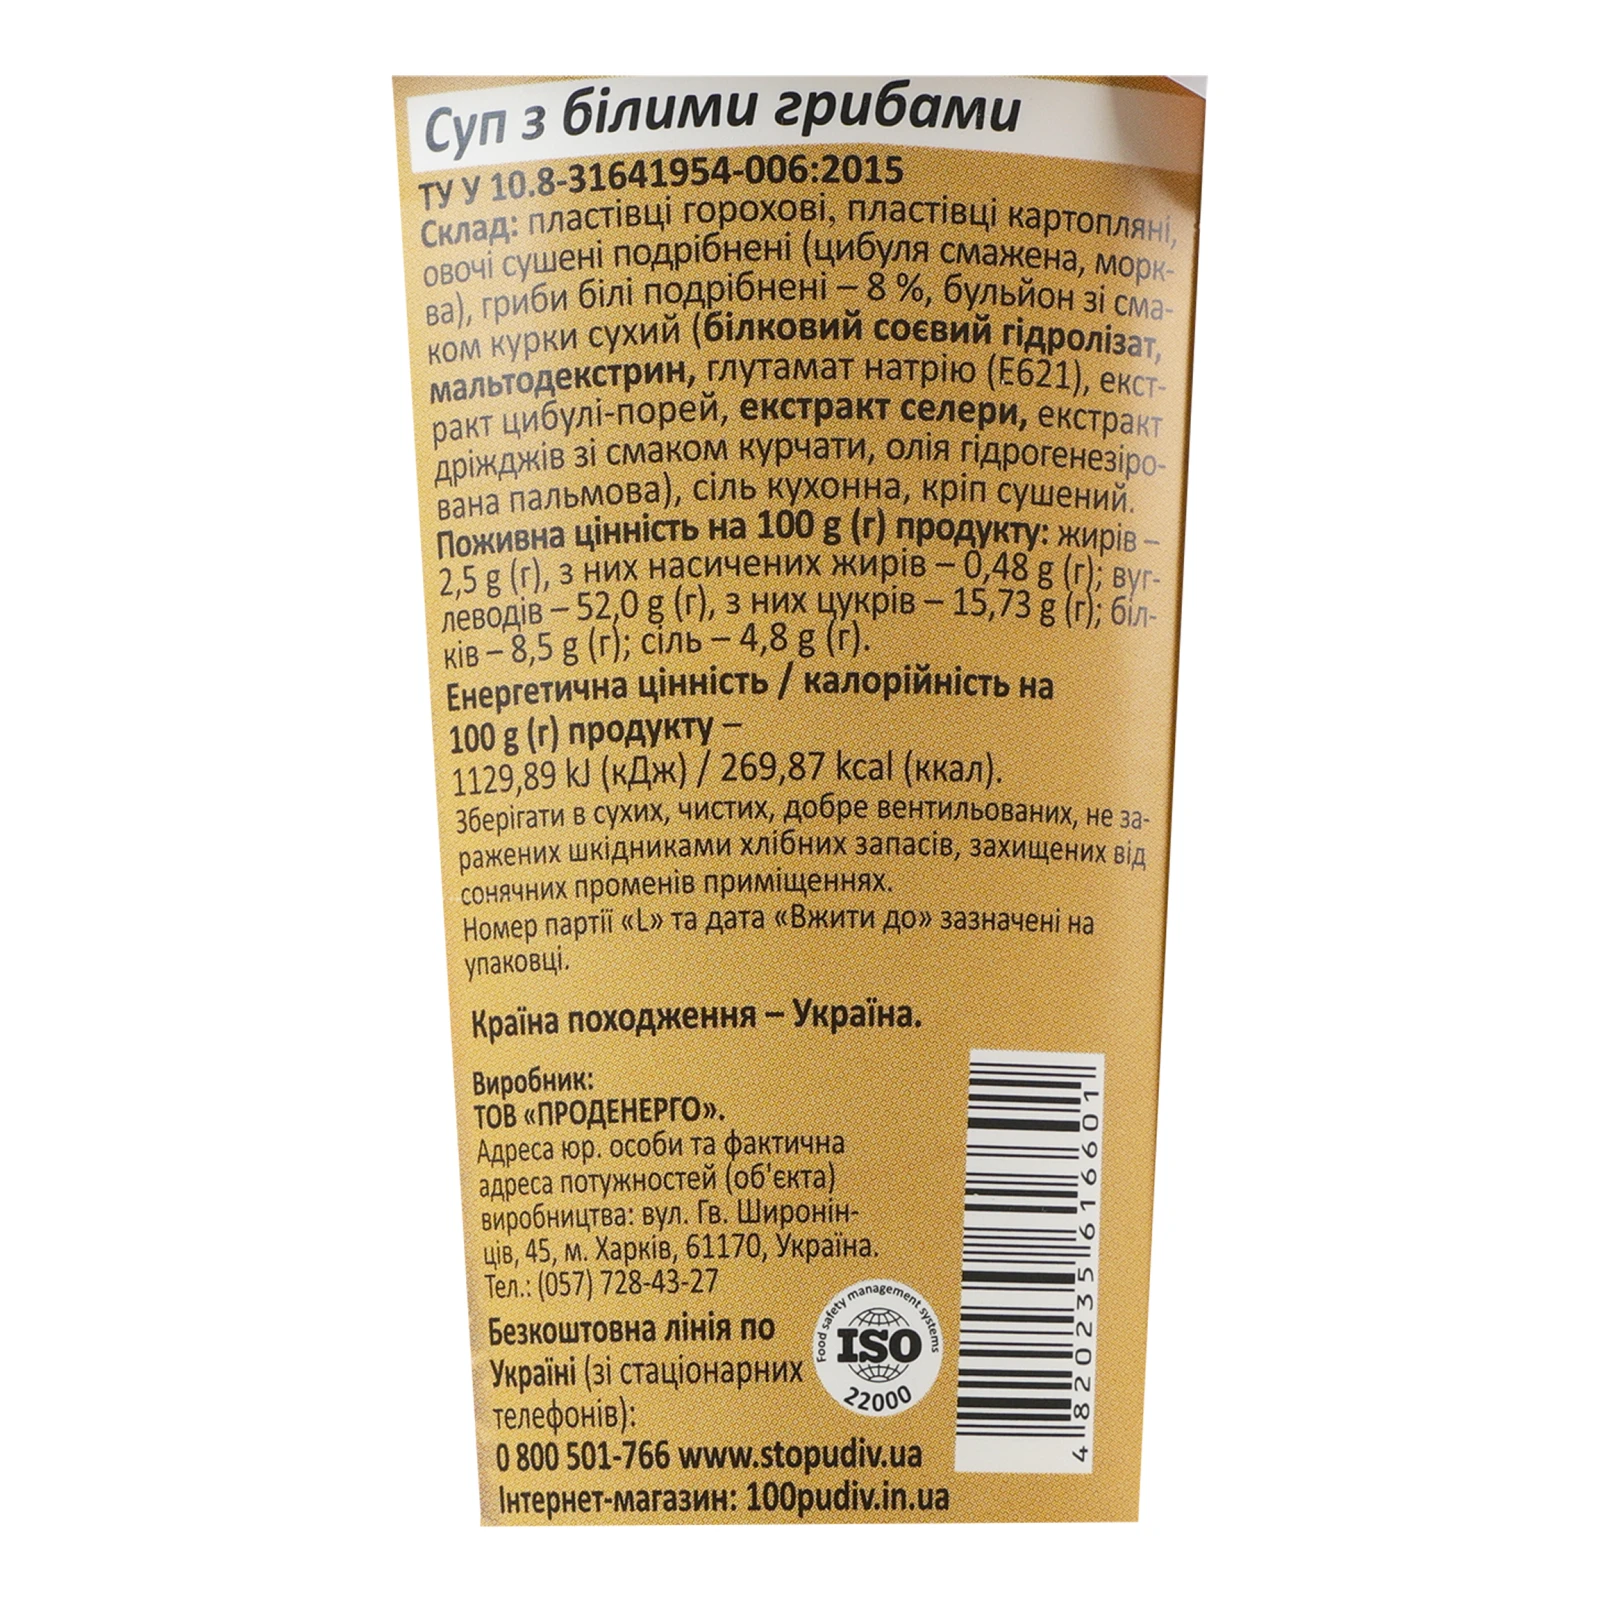 Суп з білими грибами
ТУ У 10.8-31641954-006:2015
Склад: пластівці горохові, пластівці картопляні,
овочі сушені подрібнені (цибуля смажена, морк-
ва), гриби білі подрібнені – 8 %, бульйон зі сма-
ком курки сухий (білковий соєвий гідролізат,
мальтодекстрин, глутамат натрію (Е621), екст-
ракт цибулі-порей, екстракт селери, екстракт
дріжджів зі смаком курчати, олія гідрогенезіро-
вана пальмова), сіль кухонна, кріп сушений.
Поживна цінність на 100 g (г) продукту: жирів –
2,5 g (г), з них насичених жирів – 0,48 g (г); вуг-
леводів – 52,0 g (г), з них цукрів – 15,73 g (г); біл-
ків – 8,5 g (г); сіль – 4,8 g (г).
Енергетична цінність / калорійність на
100 g (г) продукту –
1129,89 kJ (кДж) / 269,87 kcal (ккал).
Зберігати в сухих, чистих, добре вентильованих, не за-
ражених шкідниками хлібних запасів, захищених від
сонячних променів приміщеннях.
Номер партії «L» та дата «Вжити до» зазначені на
упаковці.
Країна походження – Україна.
Виробник:
ТОВ «ПРОДЕНЕРГО».
Адреса юр. особи та фактична
адреса потужностей (об'єкта)
виробництва: вул. Гв. Широнін-
ців, 45, м. Харків, 61170, Україна.
Тел.: (057) 728-43-27
Безкоштовна лінія по
Україні (зі стаціонарних
телефонів):
0 800 501-766 www.stopudiv.ua
Інтернет-магазин: 100pudiv.in.ua
Food safety management systems
ISO
22000
4820235616601